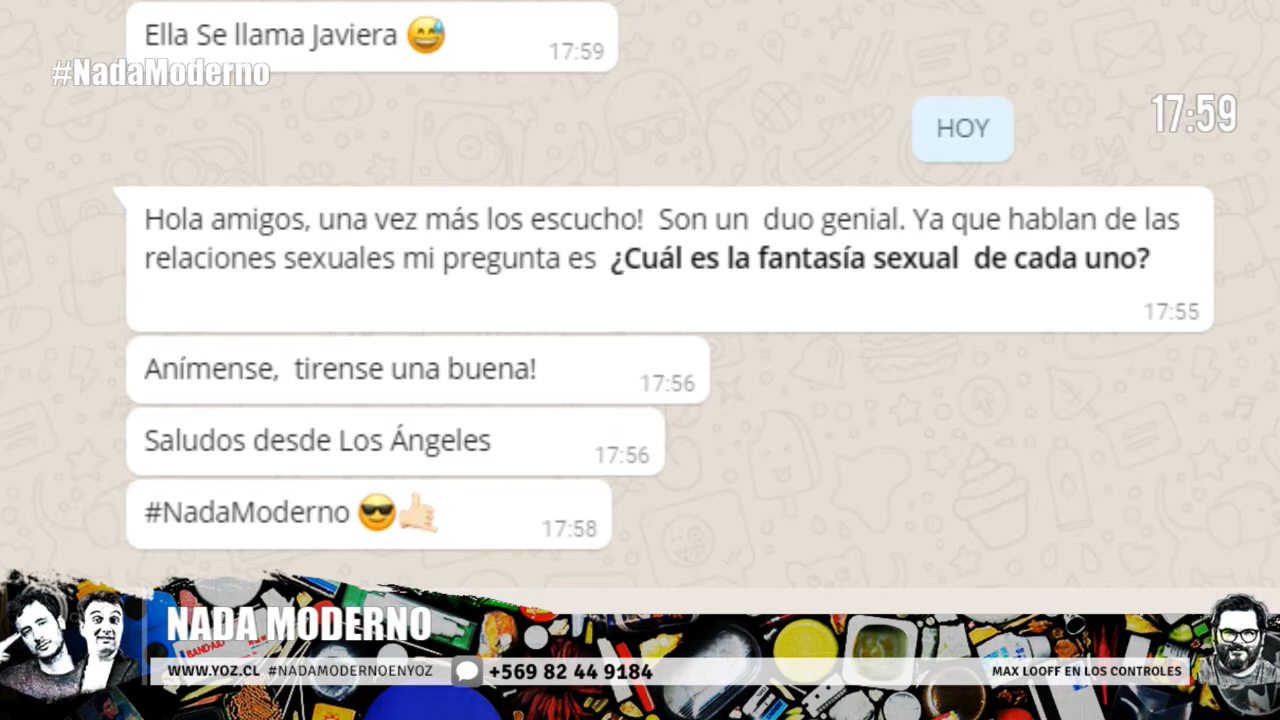 Ella Se llama Javiera 😅
17:59
#NadaModerno
HOY
17:59
Hola amigos, una vez más los escucho!  Son un  duo genial. Ya que hablan de las
relaciones sexuales mi pregunta es  ¿Cuál es la fantasía sexual  de cada uno?
17:55
Anímense,  tirense una buena!
17:56
Saludos desde Los Ángeles
17:56
#NadaModerno 😎🤙🏻
17:58
NADA MODERNO
WWW.YOZ.CL #NADAMODERNOENYOZ
+569 82 44 9184
MAX LOOFF EN LOS CONTROLES